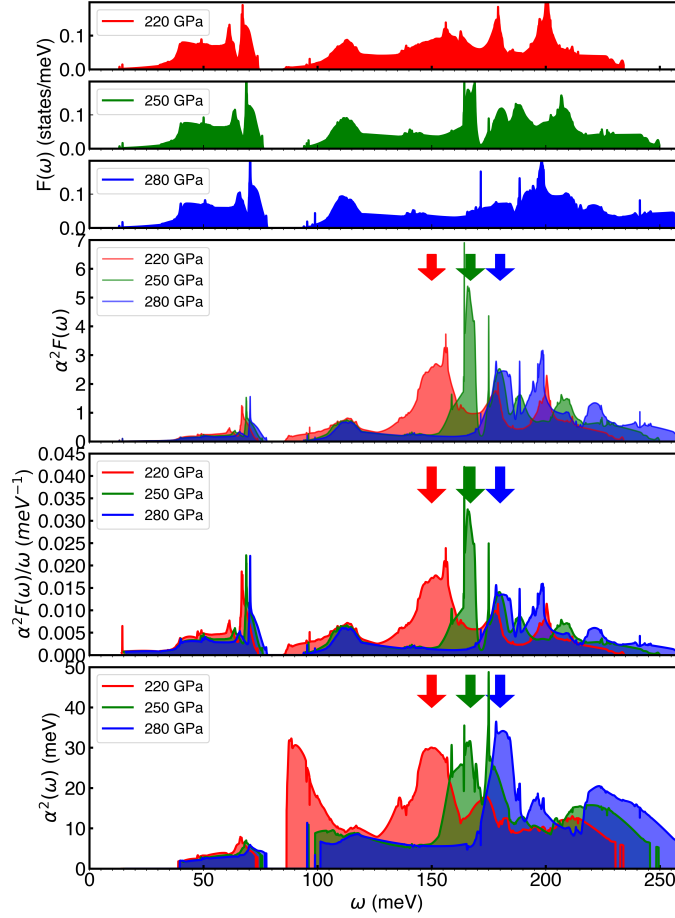 220 GPa
0.1
0.0
250 GPa
0.1
0.0
F(ω) (states/meV)
280 GPa
0.1
0.0
7
6
5
4
3
2
1
0
α²F(ω)
220 GPa
250 GPa
280 GPa
0.045
0.040
0.035
0.030
0.025
0.020
0.015
0.010
0.005
0.000
α²F(ω)/ω (meV⁻¹)
220 GPa
250 GPa
280 GPa
50
40
30
20
10
0
α²(ω) (meV)
220 GPa
250 GPa
280 GPa
0 50 100 150 200 250
ω (meV)